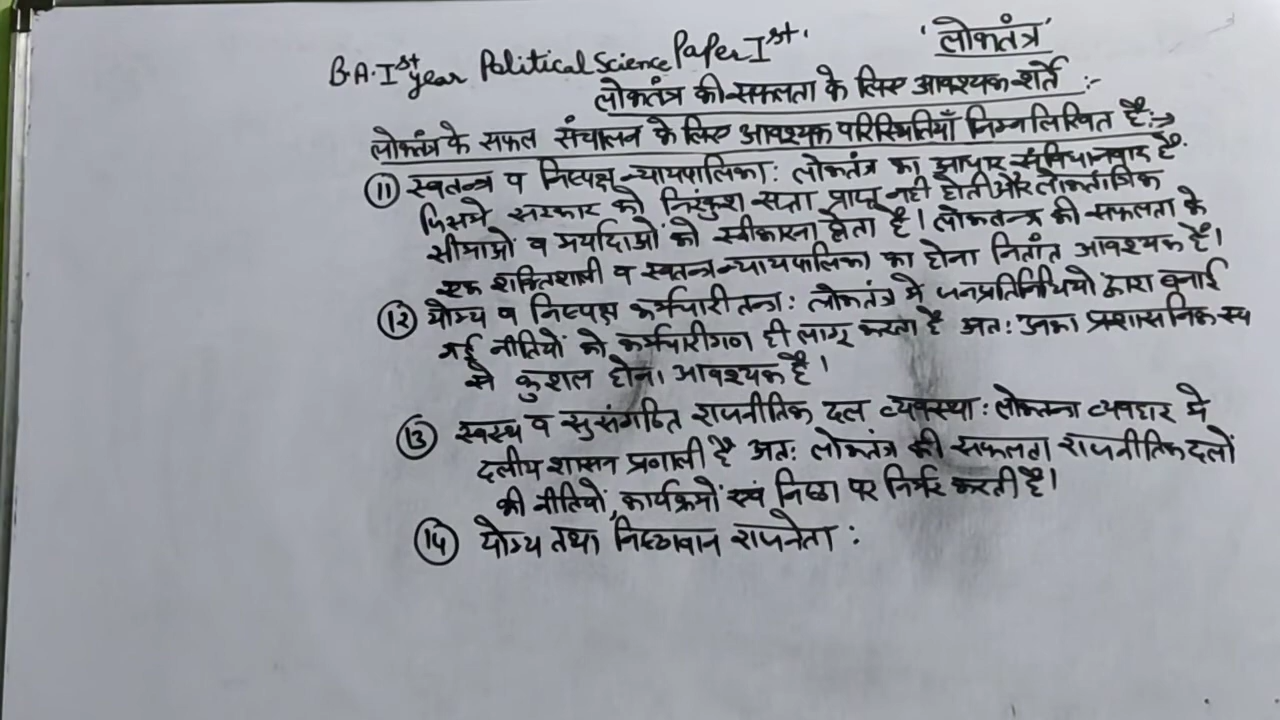 B.A. Ist year Political Science Paper Ist. 'लोकतंत्र'
लोकतंत्र की सफलता के लिए आवश्यक शर्तें :-
लोकतंत्र के सफल संचालन के लिए आवश्यक परिस्थितियाँ निम्नलिखित है:→
11 स्वतन्त्र व निष्पक्ष न्यायपालिका: लोकतंत्र का आधार संविधानवाद है.
जिसमे सरकार को निरंकुश सत्ता प्राप्त नही होती और लोकतांत्रिक
सीमाओं व मर्यादाओं को स्वीकारना होता है। लोकतन्त्र की सफलता के
एक शक्तिशाली व स्वतन्त्र न्यायपालिका का होना नितांत आवश्यक है।
12 योग्य व निष्पक्ष कर्मचारी तन्त्र: लोकतंत्र मे जनप्रतिनिधियो द्वारा बनाई
गई नीतियों को कर्मचारीगण ही लागू करता है अत: उनका प्रशासनिक रूप
से कुशल होना आवश्यक है।
13 स्वस्थ व सुसंगठित राजनीतिक दल व्यवस्था: लोकतन्त्र व्यवहार मे
दलीय शासन प्रणाली है अत: लोकतंत्र की सफलता राजनीतिक दलों
की नीतियों, कार्यक्रमों एवं निष्ठा पर निर्भर करती है।
14 योग्य तथा निष्ठावान राजनेता :